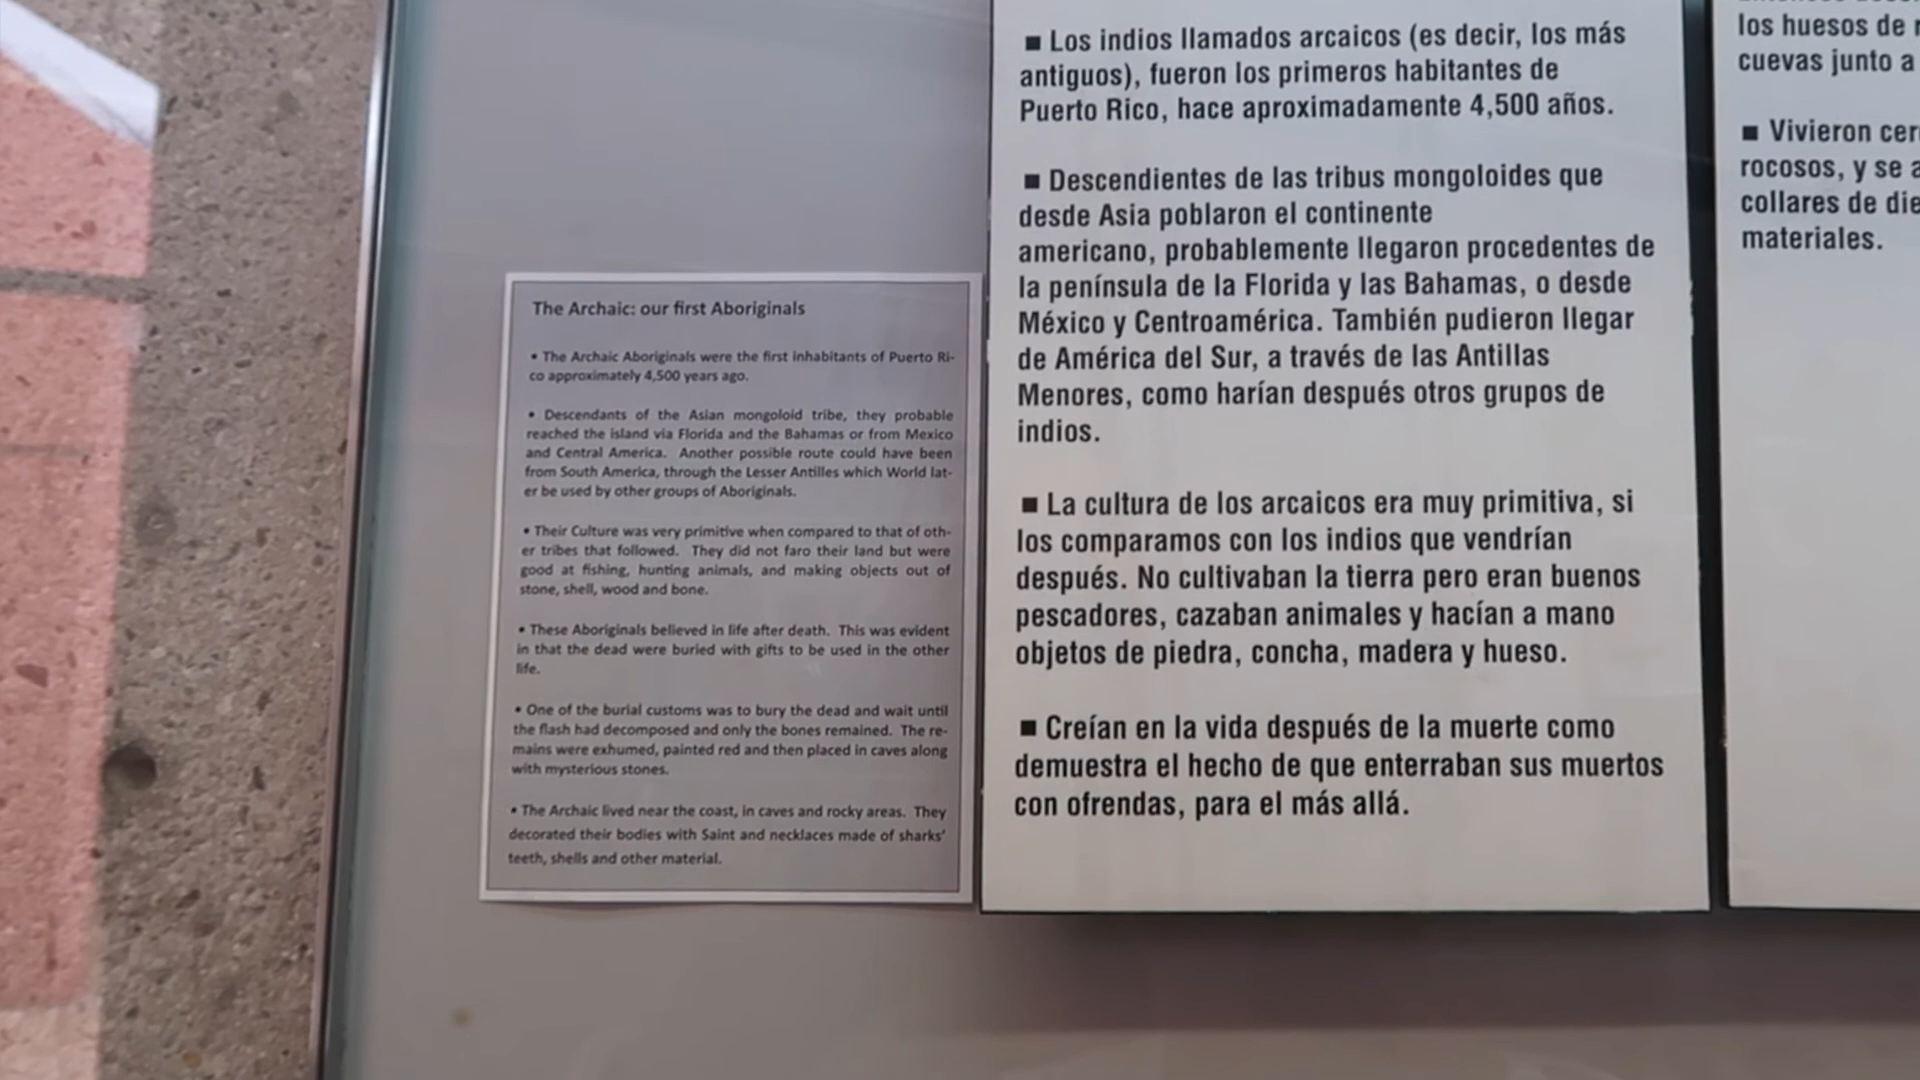 The Archaic: our first Aboriginals
• The Archaic Aboriginals were the first inhabitants of Puerto Ri-
co approximately 4,500 years ago.
• Descendants of the Asian mongoloid tribe, they probable
reached the island via Florida and the Bahamas or from Mexico
and Central America. Another possible route could have been
from South America, through the Lesser Antilles which World lat-
er be used by other groups of Aboriginals.
• Their Culture was very primitive when compared to that of oth-
er tribes that followed. They did not faro their land but were
good at fishing, hunting animals, and making objects out of
stone, shell, wood and bone.
• These Aboriginals believed in life after death. This was evident
in that the dead were buried with gifts to be used in the other
life.
• One of the burial customs was to bury the dead and wait until
the flash had decomposed and only the bones remained. The re-
mains were exhumed, painted red and then placed in caves along
with mysterious stones.
• The Archaic lived near the coast, in caves and rocky areas. They
decorated their bodies with Saint and necklaces made of sharks'
teeth, shells and other material.
■ Los indios llamados arcaicos (es decir, los más
antiguos), fueron los primeros habitantes de
Puerto Rico, hace aproximadamente 4,500 años.
■ Descendientes de las tribus mongoloides que
desde Asia poblaron el continente
americano, probablemente llegaron procedentes de
la península de la Florida y las Bahamas, o desde
México y Centroamérica. También pudieron llegar
de América del Sur, a través de las Antillas
Menores, como harían después otros grupos de
indios.
■ La cultura de los arcaicos era muy primitiva, si
los comparamos con los indios que vendrían
después. No cultivaban la tierra pero eran buenos
pescadores, cazaban animales y hacían a mano
objetos de piedra, concha, madera y hueso.
■ Creían en la vida después de la muerte como
demuestra el hecho de que enterraban sus muertos
con ofrendas, para el más allá.
los huesos de
cuevas junto a
■ Vivieron
rocosos, y se
collares de
materiales.